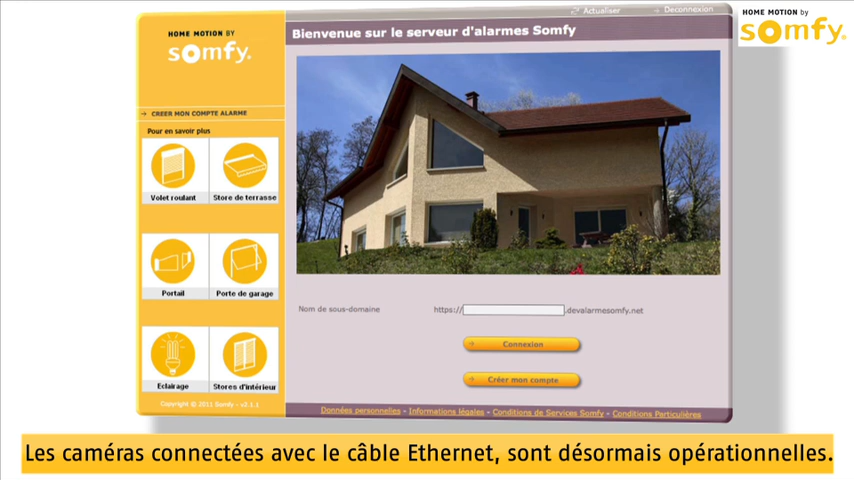 HOME MOTION BY
somfy.
Actualiser
Deconnexion
HOME MOTION BY
somfy.
Bienvenue sur le serveur d'alarmes Somfy
CREER MON COMPTE ALARME
Pour en savoir plus
Volet roulant
Store de terrasse
Portail
Porte de garage
Eclairage
Stores d'intérieur
Copyright © 2011 Somfy - v2.1.1
Nom de sous-domaine
https://
.devalarmesomfy.net
Connexion
Créer mon compte
Données personnelles - Informations légales - Conditions de Services Somfy - Conditions Particulières
Les caméras connectées avec le câble Ethernet, sont désormais opérationnelles.